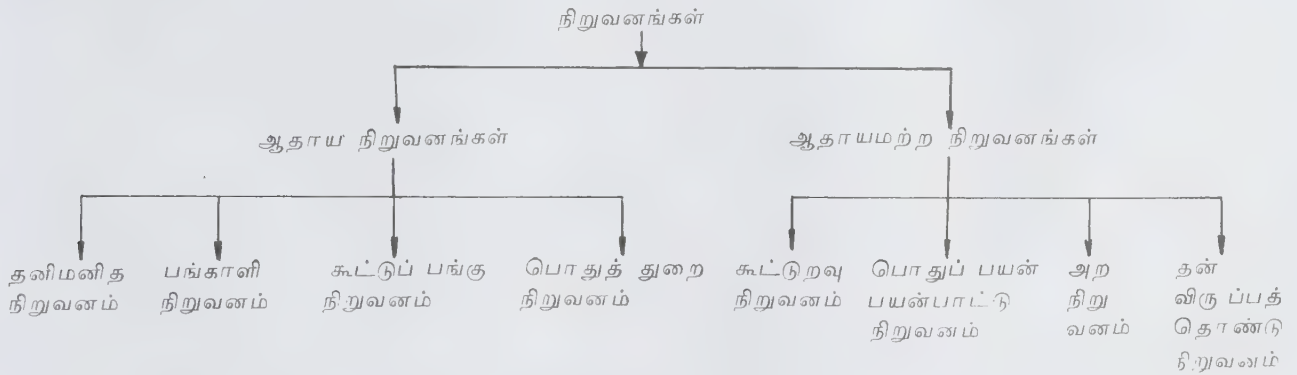 நிறுவனங்கள்
ஆதாய நிறுவனங்கள்
ஆதாயமற்ற நிறுவனங்கள்
தனிமனித
நிறுவனம்
பங்காளி
நிறுவனம்
கூட்டுப் பங்கு
நிறுவனம்
பொதுத் துறை
நிறுவனம்
கூட்டுறவு
நிறுவனம்
பொதுப் பயன்
பயன்பாட்டு
நிறுவனம்
அற
நிறு
வனம்
தன்
விருப்பத்
தொண்டு
நிறுவனம்